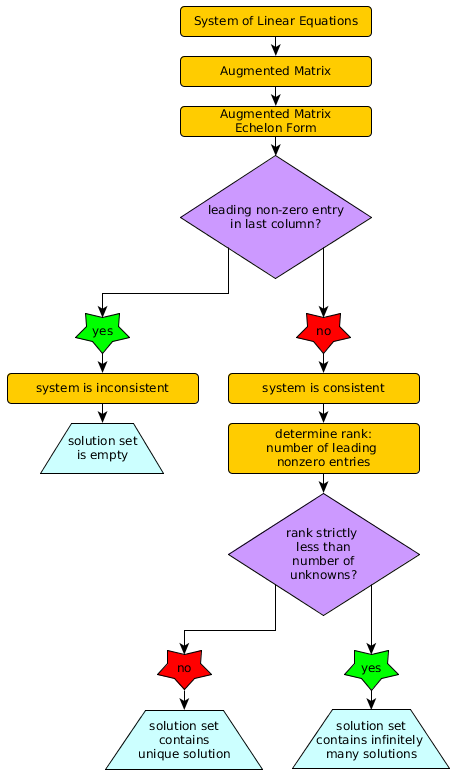 System of Linear Equations
Augmented Matrix
Augmented Matrix
Echelon Form
leading non-zero entry
in last column?
yes
no
system is inconsistent
system is consistent
solution set
is empty
determine rank:
number of leading
nonzero entries
rank strictly
less than
number of
unknowns?
no
yes
solution set
contains
unique solution
solution set
contains infinitely
many solutions